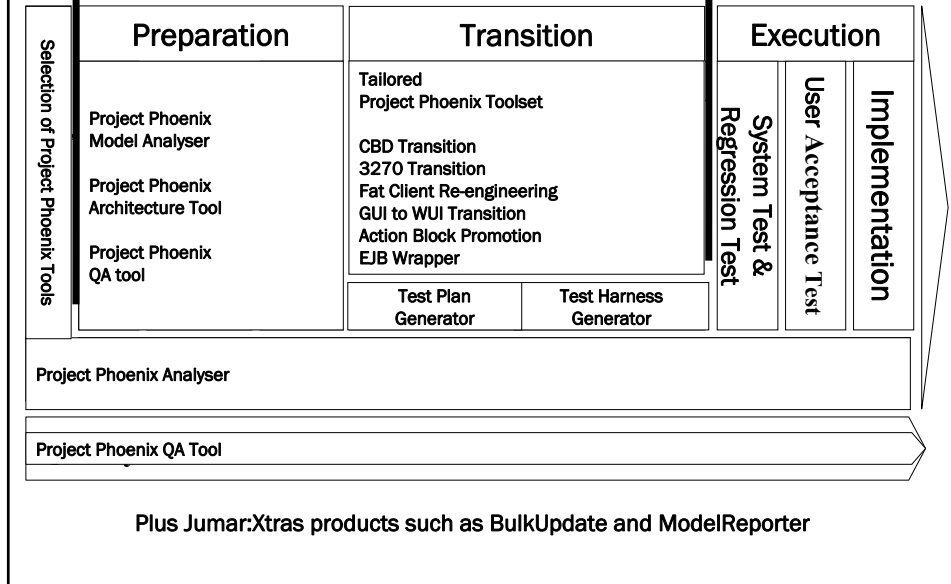 Selection of Project Phoenix Tools
Preparation
Project Phoenix
Model Analyser
Project Phoenix
Architecture Tool
Project Phoenix
QA tool
Transition
Tailored
Project Phoenix Toolset
CBD Transition
3270 Transition
Fat Client Re-engineering
GUI to WUI Transition
Action Block Promotion
EJB Wrapper
Test Plan
Generator
Test Harness
Generator
Execution
System Test &
Regression Test
User Acceptance Test
Implementation
Project Phoenix Analyser
Project Phoenix QA Tool
Plus Jumar:Xtras products such as BulkUpdate and ModelReporter